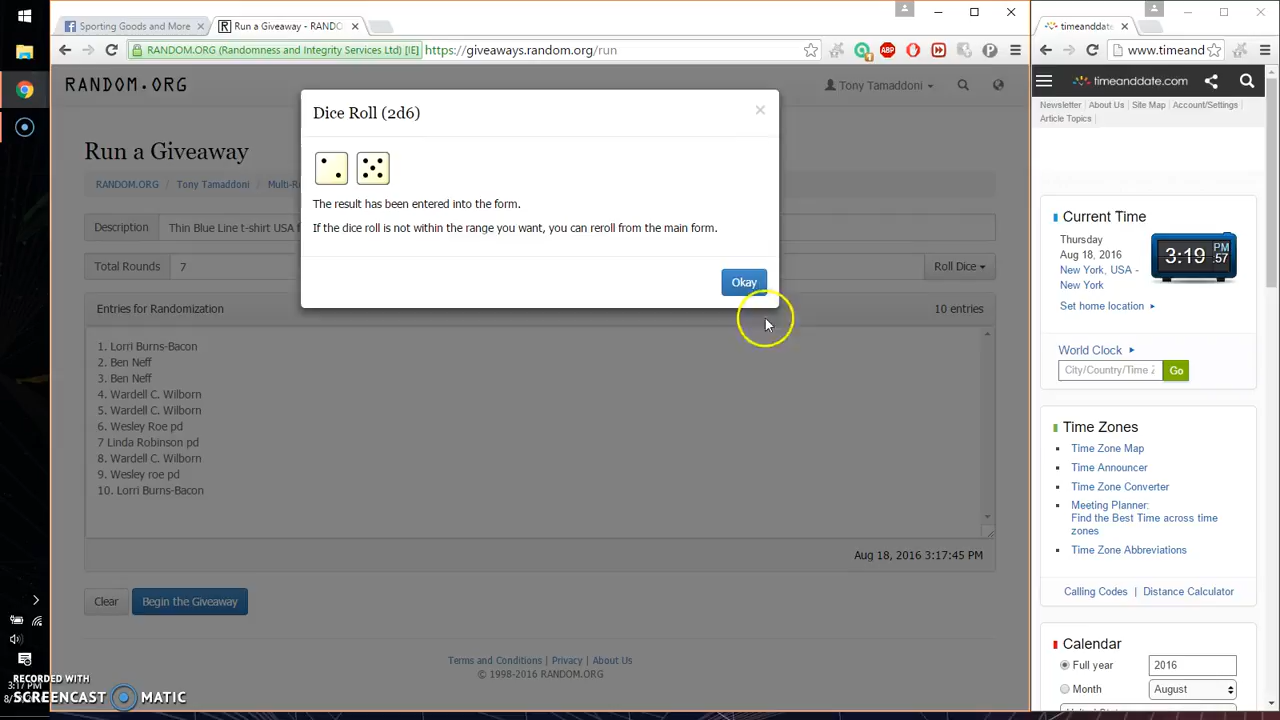 Sporting Goods and More
Run a Giveaway - RANDO
timeanddate
RANDOM.ORG (Randomness and Integrity Services Ltd) [IE]
https://giveaways.random.org/run
www.timeand
RANDOM.ORG
Tony Tamaddoni
timeanddate.com
Newsletter | About Us | Site Map | Account/Settings |
Article Topics |
Run a Giveaway
RANDOM.ORG / Tony Tamaddoni / Multi-R
Description
Thin Blue Line t-shirt USA
Total Rounds
7
Roll Dice
Entries for Randomization
10 entries
1. Lorri Burns-Bacon
2. Ben Neff
3. Ben Neff
4. Wardell C. Wilborn
5. Wardell C. Wilborn
6. Wesley Roe pd
7 Linda Robinson pd
8. Wardell C. Wilborn
9. Wesley roe pd
10. Lorri Burns-Bacon
Aug 18, 2016 3:17:45 PM
Clear
Begin the Giveaway
Terms and Conditions | Privacy | About Us
© 1998-2016 RANDOM.ORG
Dice Roll (2d6)
×
The result has been entered into the form.
If the dice roll is not within the range you want, you can reroll from the main form.
Okay
Current Time
Thursday
Aug 18, 2016
New York, USA -
New York
3:19 PM :57
Set home location
World Clock
City/Country/Time Z
Go
Time Zones
Time Zone Map
Time Announcer
Time Zone Converter
Meeting Planner:
Find the Best Time across time
zones
Time Zone Abbreviations
Calling Codes | Distance Calculator
Calendar
Full year
2016
Month
August
RECORDED WITH
SCREENCAST MATIC
3:17 PM